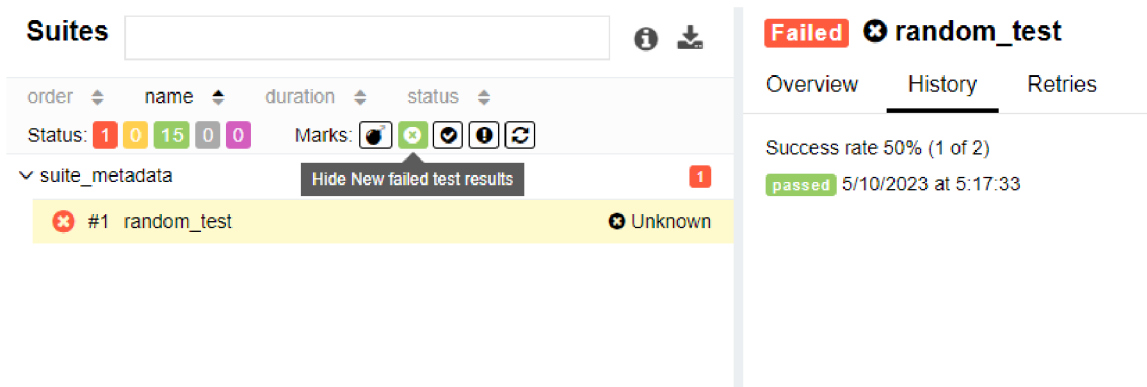 Suites
order name duration status
Status: 1 0 15 0 0 Marks:
Hide New failed test results
suite_metadata 1
#1 random_test Unknown
Failed random_test
Overview History Retries
Success rate 50% (1 of 2)
passed 5/10/2023 at 5:17:33